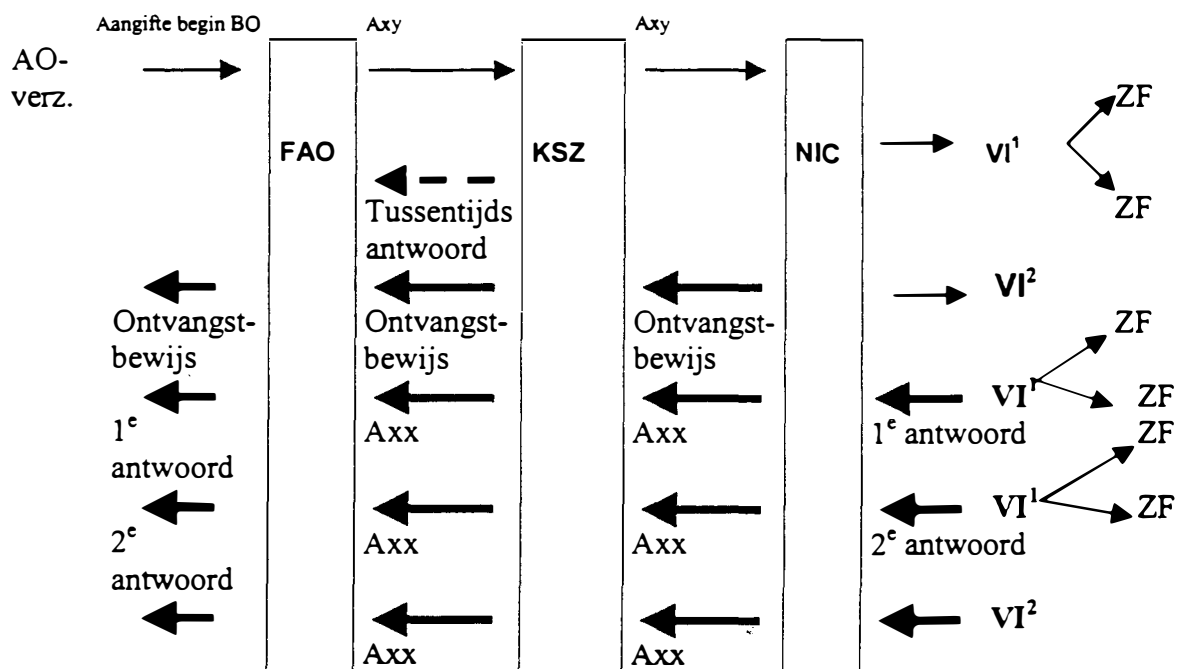 Aangifte begin BO Axy Axy
AO-
verz.
ZF
FAO KSZ NIC VI¹
ZF
Tussentijds
antwoord
VI²
Ontvangst- Ontvangst- Ontvangst- ZF
bewijs bewijs bewijs
VI¹ ZF
1e Axx Axx 1e antwoord ZF
antwoord
VI¹ ZF
2e Axx Axx 2e antwoord
antwoord
VI²
Axx Axx